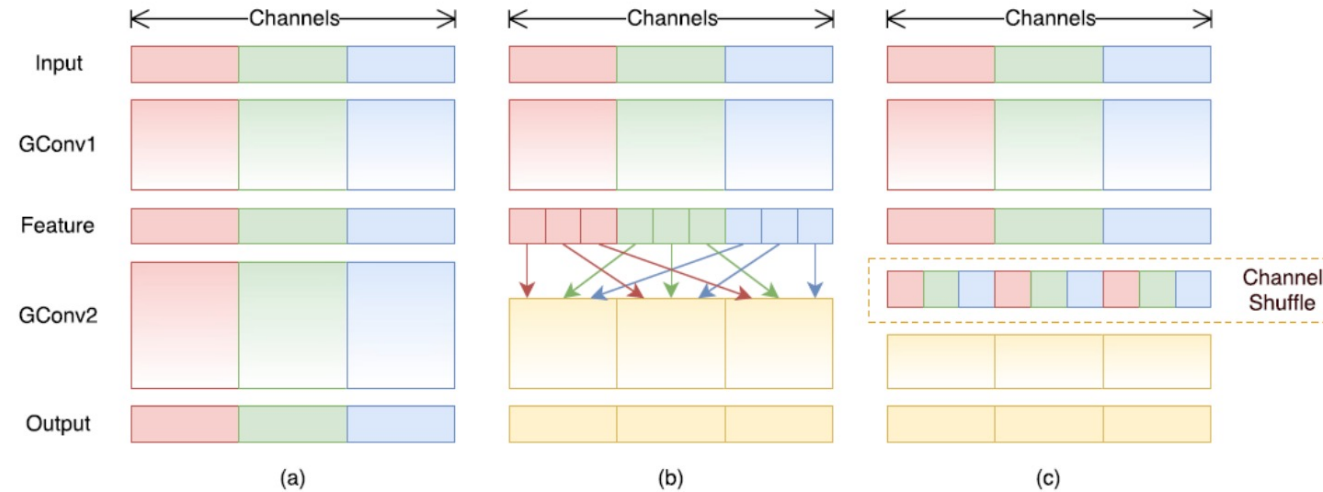 Channels Channels Channels
Input
GConv1
Feature
GConv2
Channel
Shuffle
Output
(a) (b) (c)